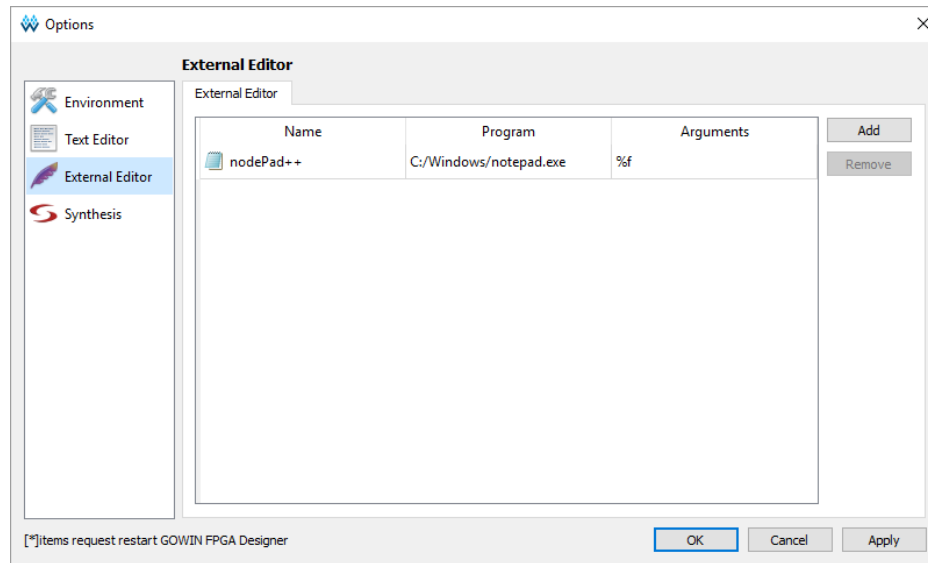 Options
External Editor
Environment
Text Editor
External Editor
Synthesis
External Editor
Name Program Arguments
nodePad++ C:/Windows/notepad.exe %f
Add
Remove
[*]items request restart GOWIN FPGA Designer
OK Cancel Apply